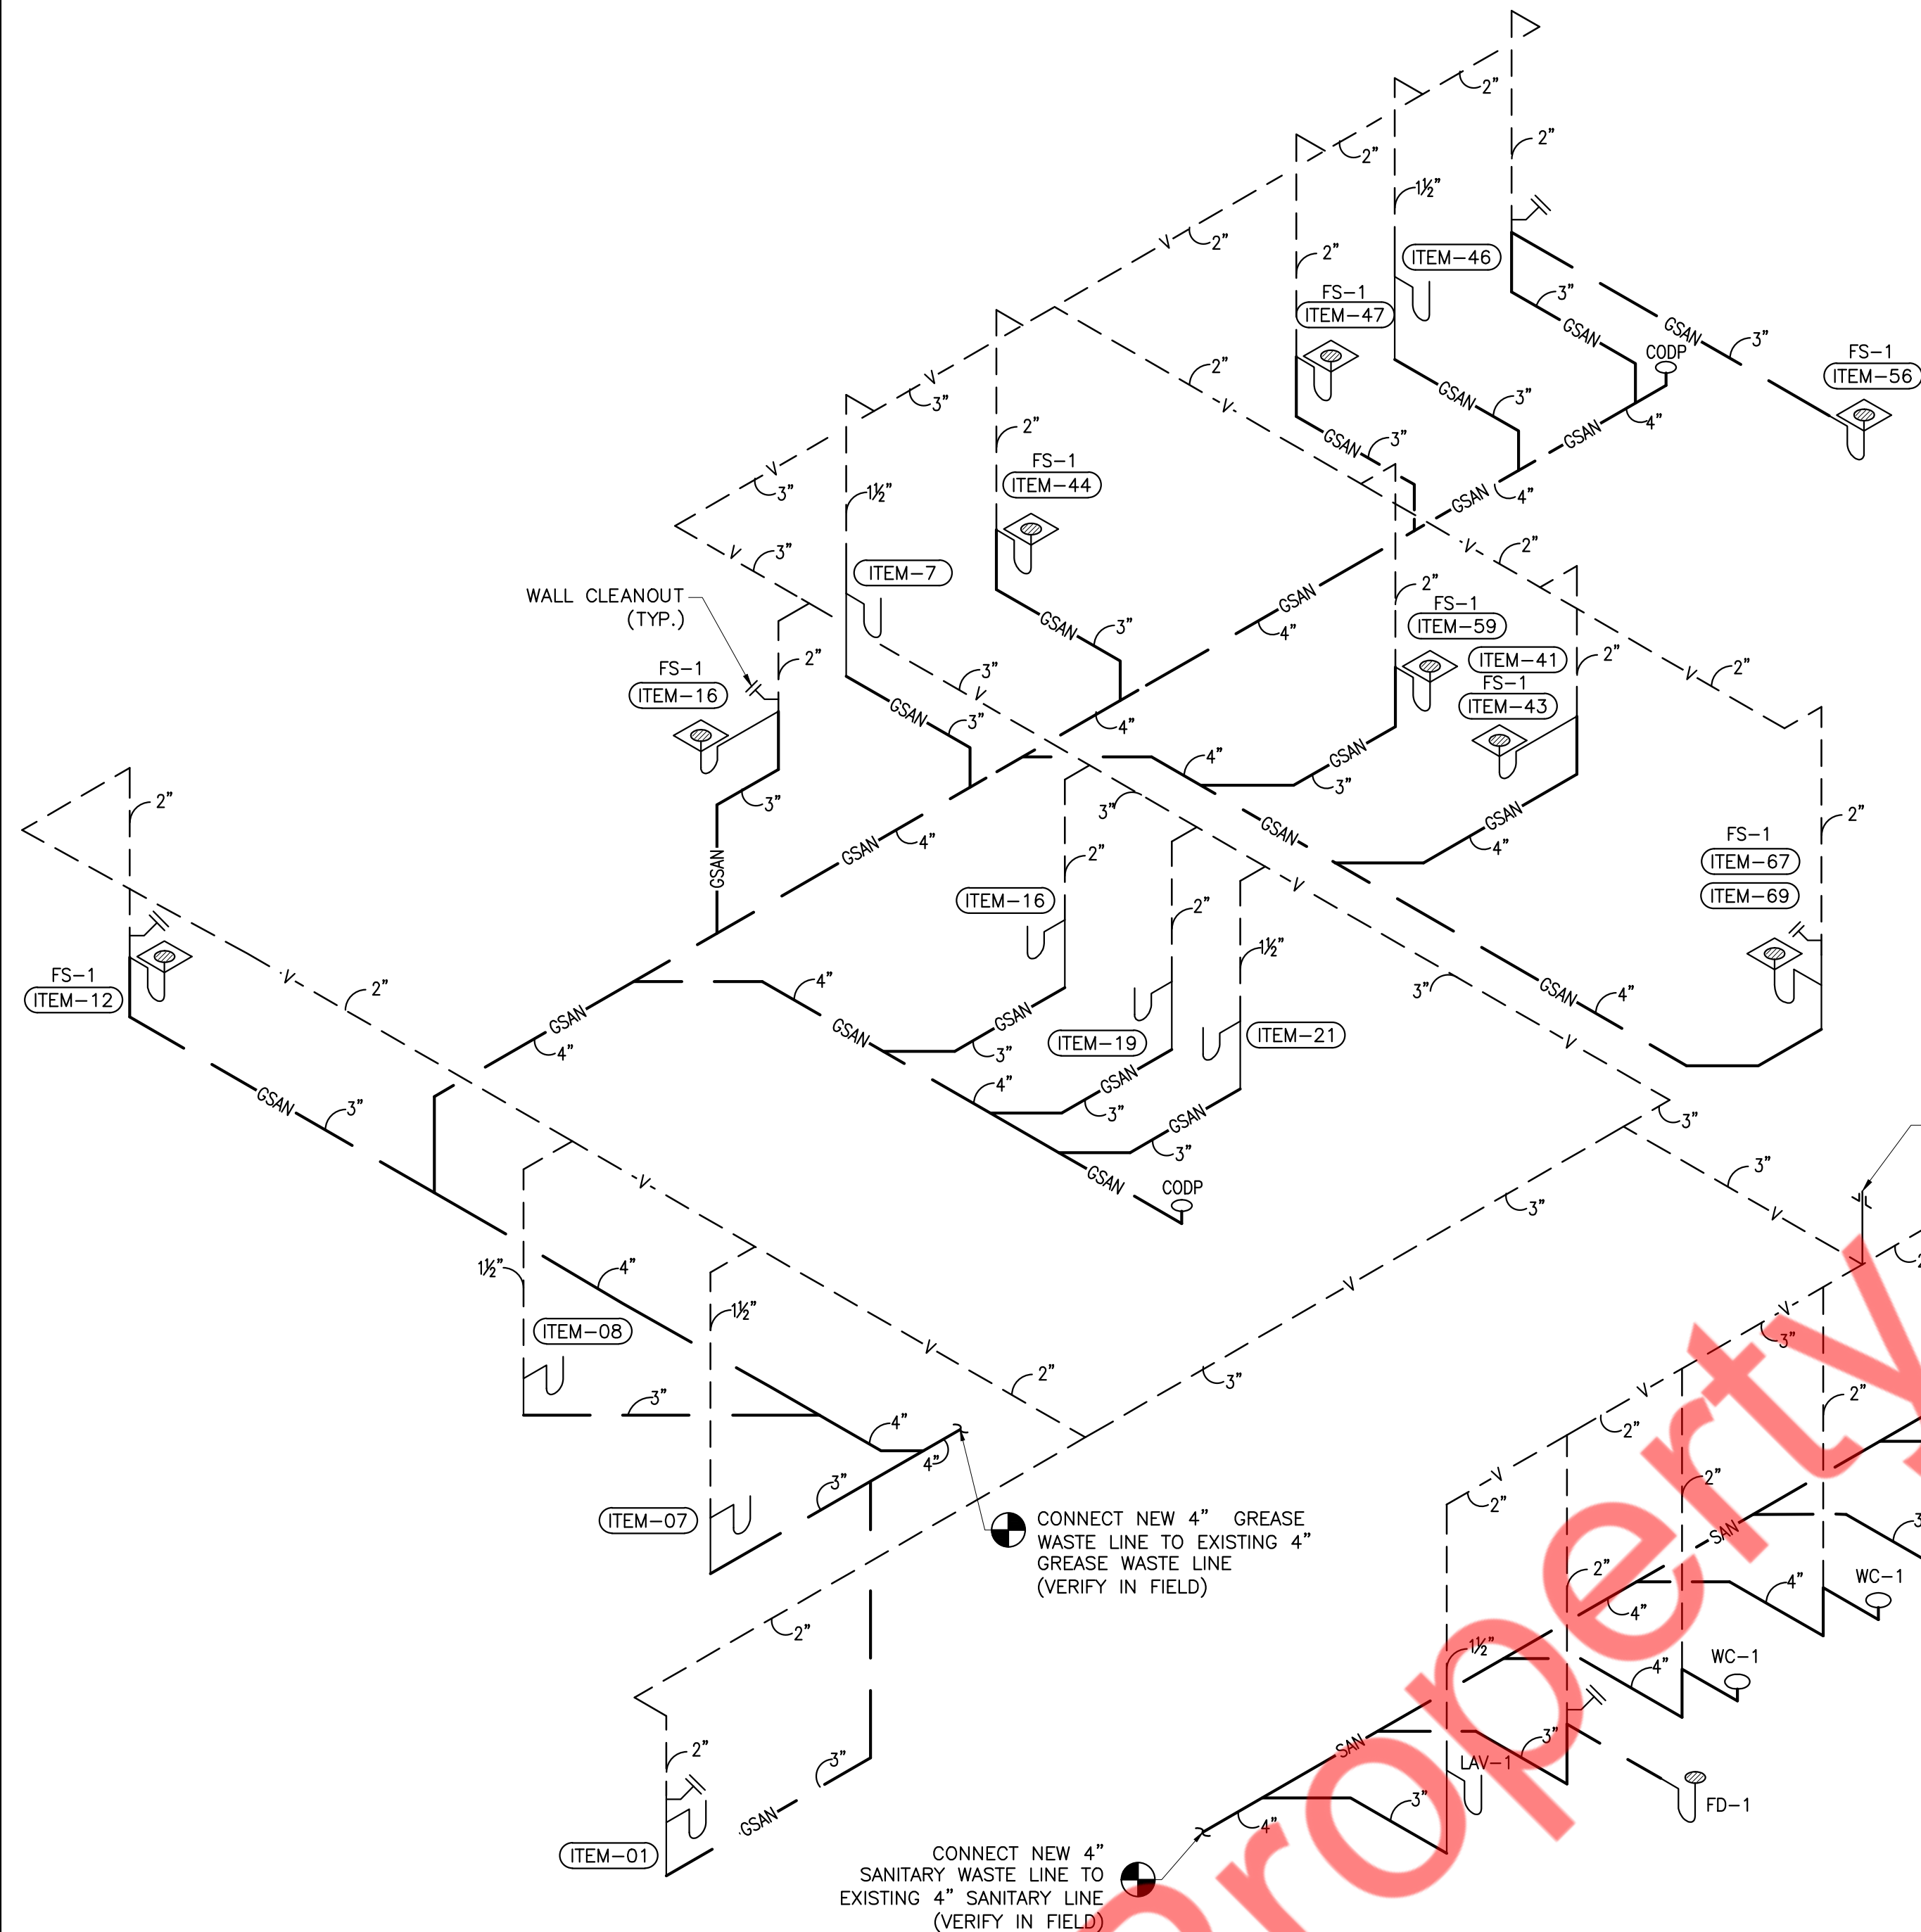 2"
2"
2"
1½"
2"
V
2"
ITEM-46
2"
FS-1
ITEM-47
3"
GSAN
3"
CODP
FS-1
ITEM-56
2"
V
3"
V
GSAN
3"
GSAN
4"
2"
GSAN
3"
FS-1
ITEM-44
V
3"
1½"
GSAN
4"
V
3"
V
2"
ITEM-7
WALL CLEANOUT
(TYP.)
GSAN
4"
2"
FS-1
ITEM-59
GSAN
3"
2"
FS-1
ITEM-16
3"
V
ITEM-41
2"
FS-1
ITEM-43
V
2"
GSAN
3"
4"
4"
GSAN
3"
2"
3"
3"
GSAN
GSAN
4"
GSAN
GSAN
4"
2"
FS-1
ITEM-67
ITEM-69
2"
V
ITEM-16
2"
1½"
FS-1
ITEM-12
V
2"
4"
3"
V
GSAN
4"
GSAN
4"
GSAN
GSAN
3"
ITEM-19
ITEM-21
V
GSAN
3"
4"
GSAN
3"
GSAN
3"
3"
GSAN
CODP
V
3"
3"
V
1½"
4"
V
1½"
V
3"
ITEM-08
V
2"
3"
V
2"
3"
4"
V
2"
2"
V
3"
4"
2"
ITEM-07
CONNECT NEW 4" GREASE
WASTE LINE TO EXISTING 4"
GREASE WASTE LINE
(VERIFY IN FIELD)
SAN
2"
4"
4"
WC-1
2"
1½"
4"
WC-1
2"
3"
SAN
3"
LAV-1
GSAN
3"
4"
FD-1
ITEM-01
CONNECT NEW 4"
SANITARY WASTE LINE TO
EXISTING 4" SANITARY LINE
(VERIFY IN FIELD)
Property